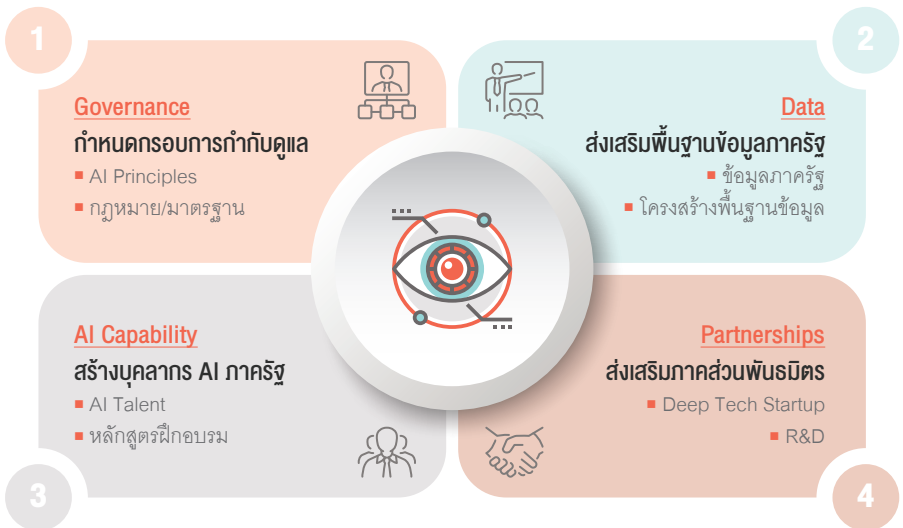 1
Governance
กำหนดกรอบการกำกับดูแล
AI Principles
กฎหมาย/มาตรฐาน
2
Data
ส่งเสริมพื้นฐานข้อมูลภาครัฐ
ข้อมูลภาครัฐ
โครงสร้างพื้นฐานข้อมูล
3
AI Capability
สร้างบุคลากร AI ภาครัฐ
AI Talent
หลักสูตรฝึกอบรม
4
Partnerships
ส่งเสริมภาคส่วนพันธมิตร
Deep Tech Startup
R&D